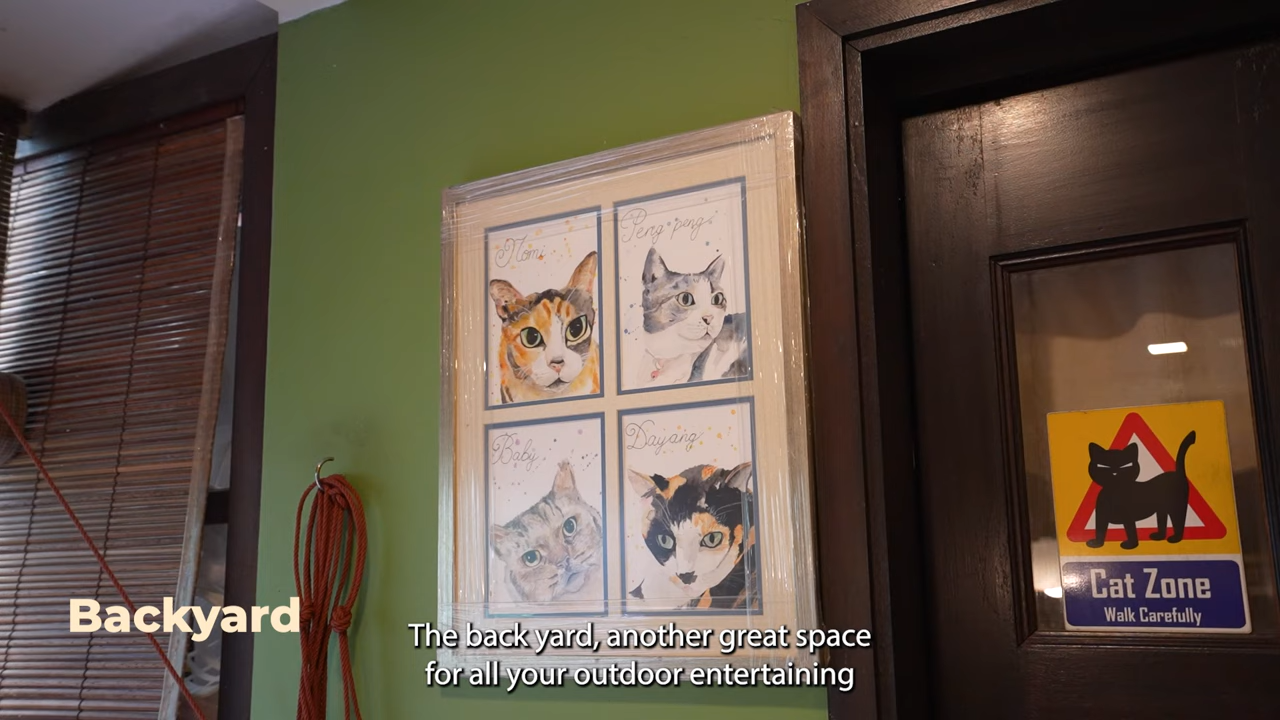 Nomi
Peng-peng
Baby
Dayang
Cat Zone
Walk Carefully
Backyard
The back yard, another great space
for all your outdoor entertaining